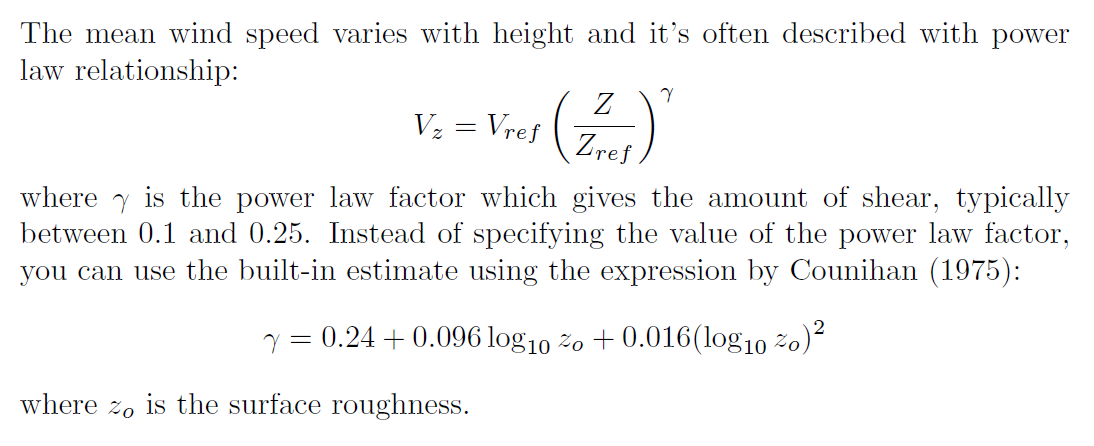 The mean wind speed varies with height and it's often described with power
law relationship:
V_z = V_{ref} \left( \frac{Z}{Z_{ref}} \right)^γ
where γ is the power law factor which gives the amount of shear, typically
between 0.1 and 0.25. Instead of specifying the value of the power law factor,
you can use the built-in estimate using the expression by Counihan (1975):
γ = 0.24 + 0.096 log_{10} z_o + 0.016(log_{10} z_o)^2
where z_o is the surface roughness.